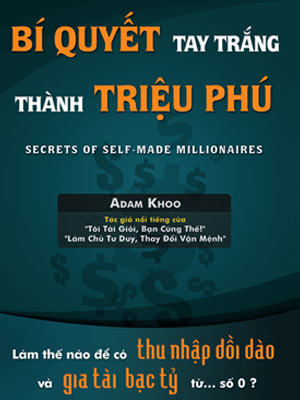 BÍ QUYẾT TAY TRẮNG
THÀNH TRIỆU PHÚ
SECRETS OF SELF-MADE MILLIONAIRES
ADAM KHOO
Tác giả nổi tiếng của
"Tôi Tài Giỏi, Bạn Cũng Thế!"
"Làm Chủ Tư Duy, Thay Đổi Vận Mệnh"
Làm thế nào để có thu nhập dồi dào
và gia tài bạc tỷ từ... số 0 ?